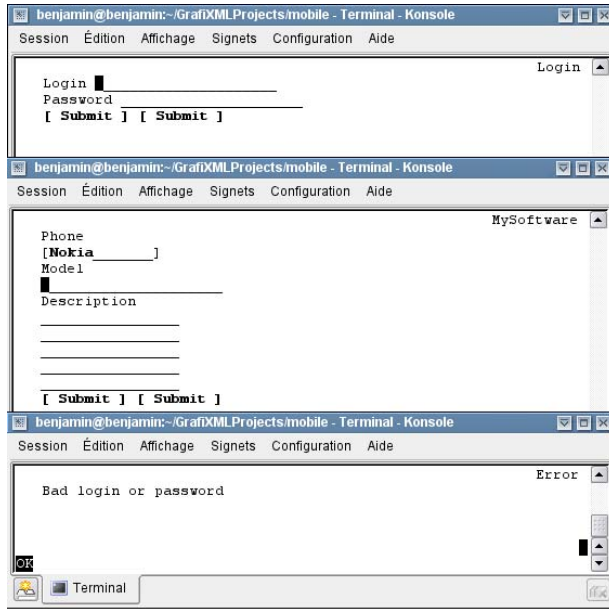 benjamin@benjamin:~/GrafiXMLProjects/mobile - Terminal - Konsole
Session Édition Affichage Signets Configuration Aide
Login
Login
Password
[ Submit ] [ Submit ]
benjamin@benjamin:~/GrafiXMLProjects/mobile - Terminal - Konsole
Session Édition Affichage Signets Configuration Aide
MySoftware
Phone
[Nokia_______]
Model
Description
[ Submit ] [ Submit ]
benjamin@benjamin:~/GrafiXMLProjects/mobile - Terminal - Konsole
Session Édition Affichage Signets Configuration Aide
Error
Bad login or password
OK
Terminal